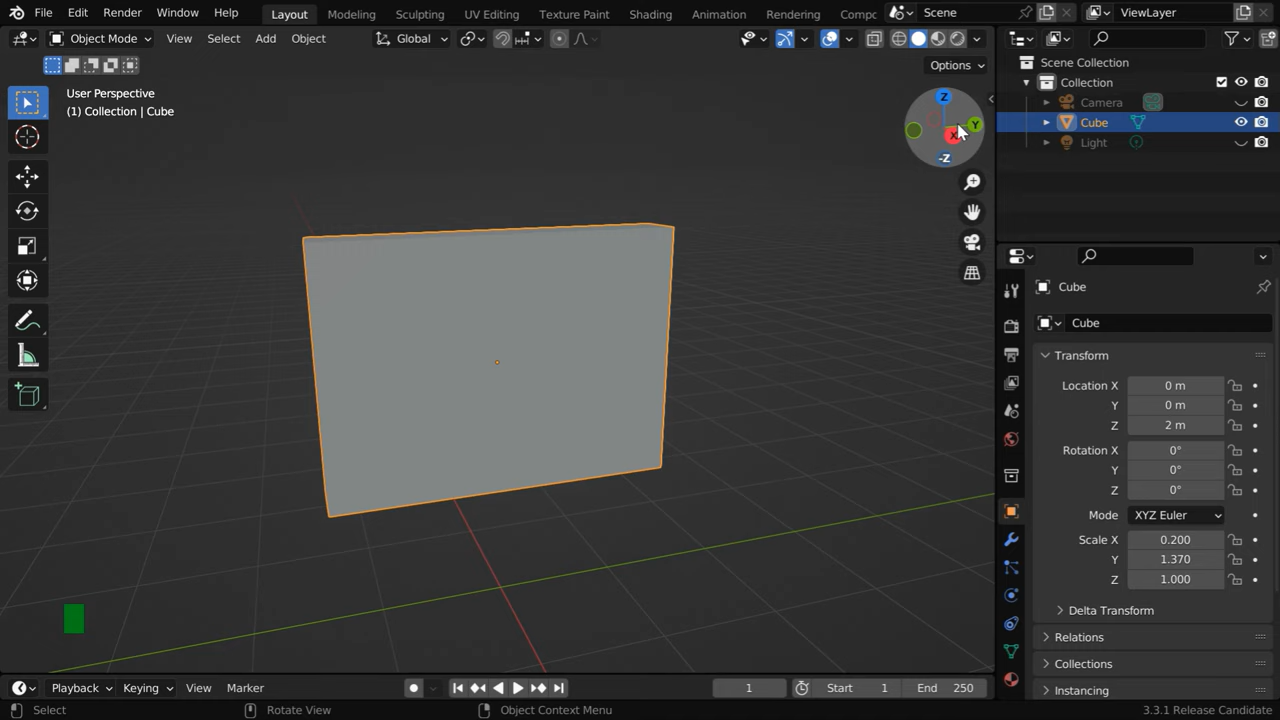 File Edit Render Window Help Layout Modeling Sculpting UV Editing Texture Paint Shading Animation Rendering Compc Scene ViewLayer
Object Mode View Select Add Object Global
Options
User Perspective
(1) Collection | Cube
Z
Y
X
-Z
Scene Collection
Collection
Camera
Cube
Light
Cube
Cube
Transform
Location X 0 m
Y 0 m
Z 2 m
Rotation X 0°
Y 0°
Z 0°
Mode XYZ Euler
Scale X 0.200
Y 1.370
Z 1.000
Delta Transform
Relations
Collections
Instancing
Playback Keying View Marker 1 Start 1 End 250
Select Rotate View Object Context Menu 3.3.1 Release Candidate